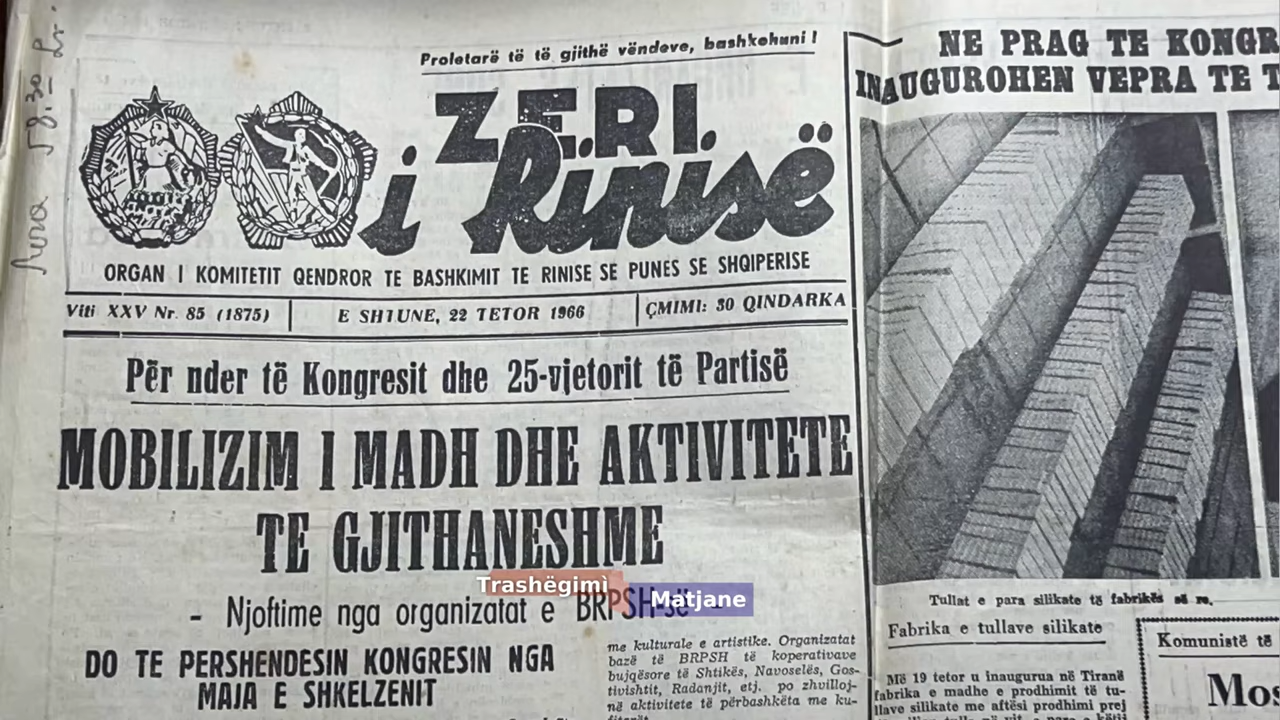 Proletarë të të gjithë vëndeve, bashkohuni !
ZERI
i Rinisë
ORGAN I KOMITETIT QENDROR TE BASHKIMIT TE RINISE SE PUNES SE SHQIPERISE
Viti XXV Nr. 85 (1875)
E SHTUNE, 22 TETOR 1966
ÇMIMI: 30 QINDARKA
Për nder të Kongresit dhe 25-vjetorit të Partisë
MOBILIZIM I MADH DHE AKTIVITETE
TE GJITHANESHME
Trashëgimì
Matjane
- Njoftime nga organizatat e BRPSH-së -
DO TE PERSHENDESIN KONGRESIN NGA
MAJA E SHKELZENIT
me kulturale e artistike. Organizatat
bazë të BRPSH të koperativave
bujqësore të Shtikës, Navoselës, Gos-
tivishtit, Radanjit, etj. po zhvilloj-
në aktivitete të përbashkëta me ku-
NE PRAG TE KONGR
INAUGUROHEN VEPRA TE T
Tullat e para silikate të fabrikës së re.
Fabrika e tullave silikate
Më 19 tetor u inaugurua në Tiranë
fabrika e madhe e prodhimit të tu-
llave silikate me aftësi prodhimi prej
Komunistë të
Mos